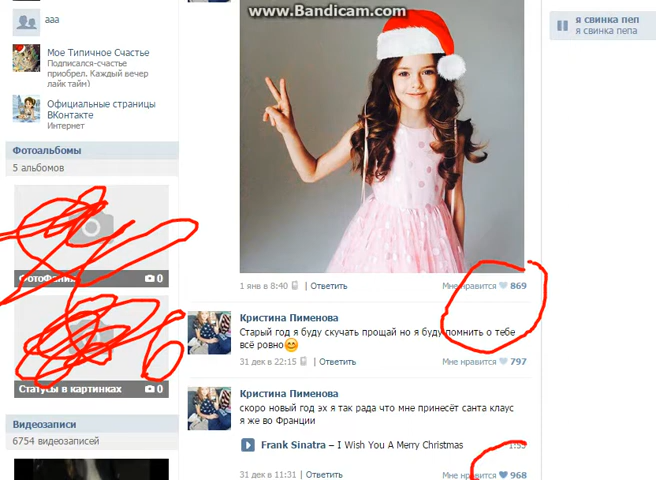 www.Bandicam.com
ааа
Мое Типичное Счастье
Подписался-счастье
приобрел. Каждый вечер
лайк тайм)
Официальные страницы
ВКонтакте
Интернет
Фотоальбомы
5 альбомов
0
Статусы в картинках 0
Видеозаписи
6754 видеозаписей
1 янв в 8:40 | Ответить Мне нравится 869
Кристина Пименова
Старый год я буду скучать прощай но я буду помнить о тебе
всё ровно
31 дек в 22:15 | Ответить Мне нравится 797
Кристина Пименова
скоро новый год эх я так рада что мне принесёт санта клаус
я же во Франции
Frank Sinatra – I Wish You A Merry Christmas
31 дек в 11:31 | Ответить Мне нравится 968
я свинка пеп
я свинка пепа